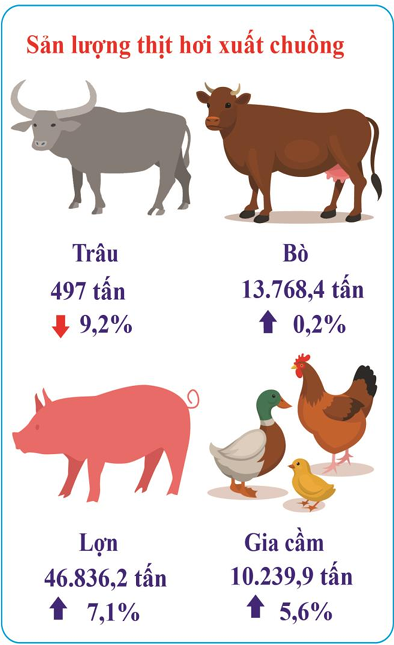 Sản lượng thịt hơi xuất chuồng
Trâu
497 tấn
9,2%
Bò
13.768,4 tấn
0,2%
Lợn
46.836,2 tấn
7,1%
Gia cầm
10.239,9 tấn
5,6%